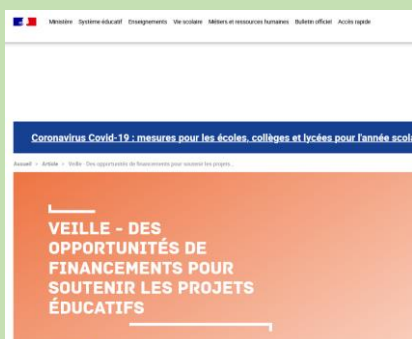 Ministère Système éducatif Enseignements Vie scolaire Métiers et ressources humaines Bulletin officiel Accès rapide
Coronavirus Covid-19 : mesures pour les écoles, collèges et lycées pour l'année scola
Accueil > Article > Veille - Des opportunités de financements pour soutenir les projets...
VEILLE - DES
OPPORTUNITÉS DE
FINANCEMENTS POUR
SOUTENIR LES PROJETS
ÉDUCATIFS